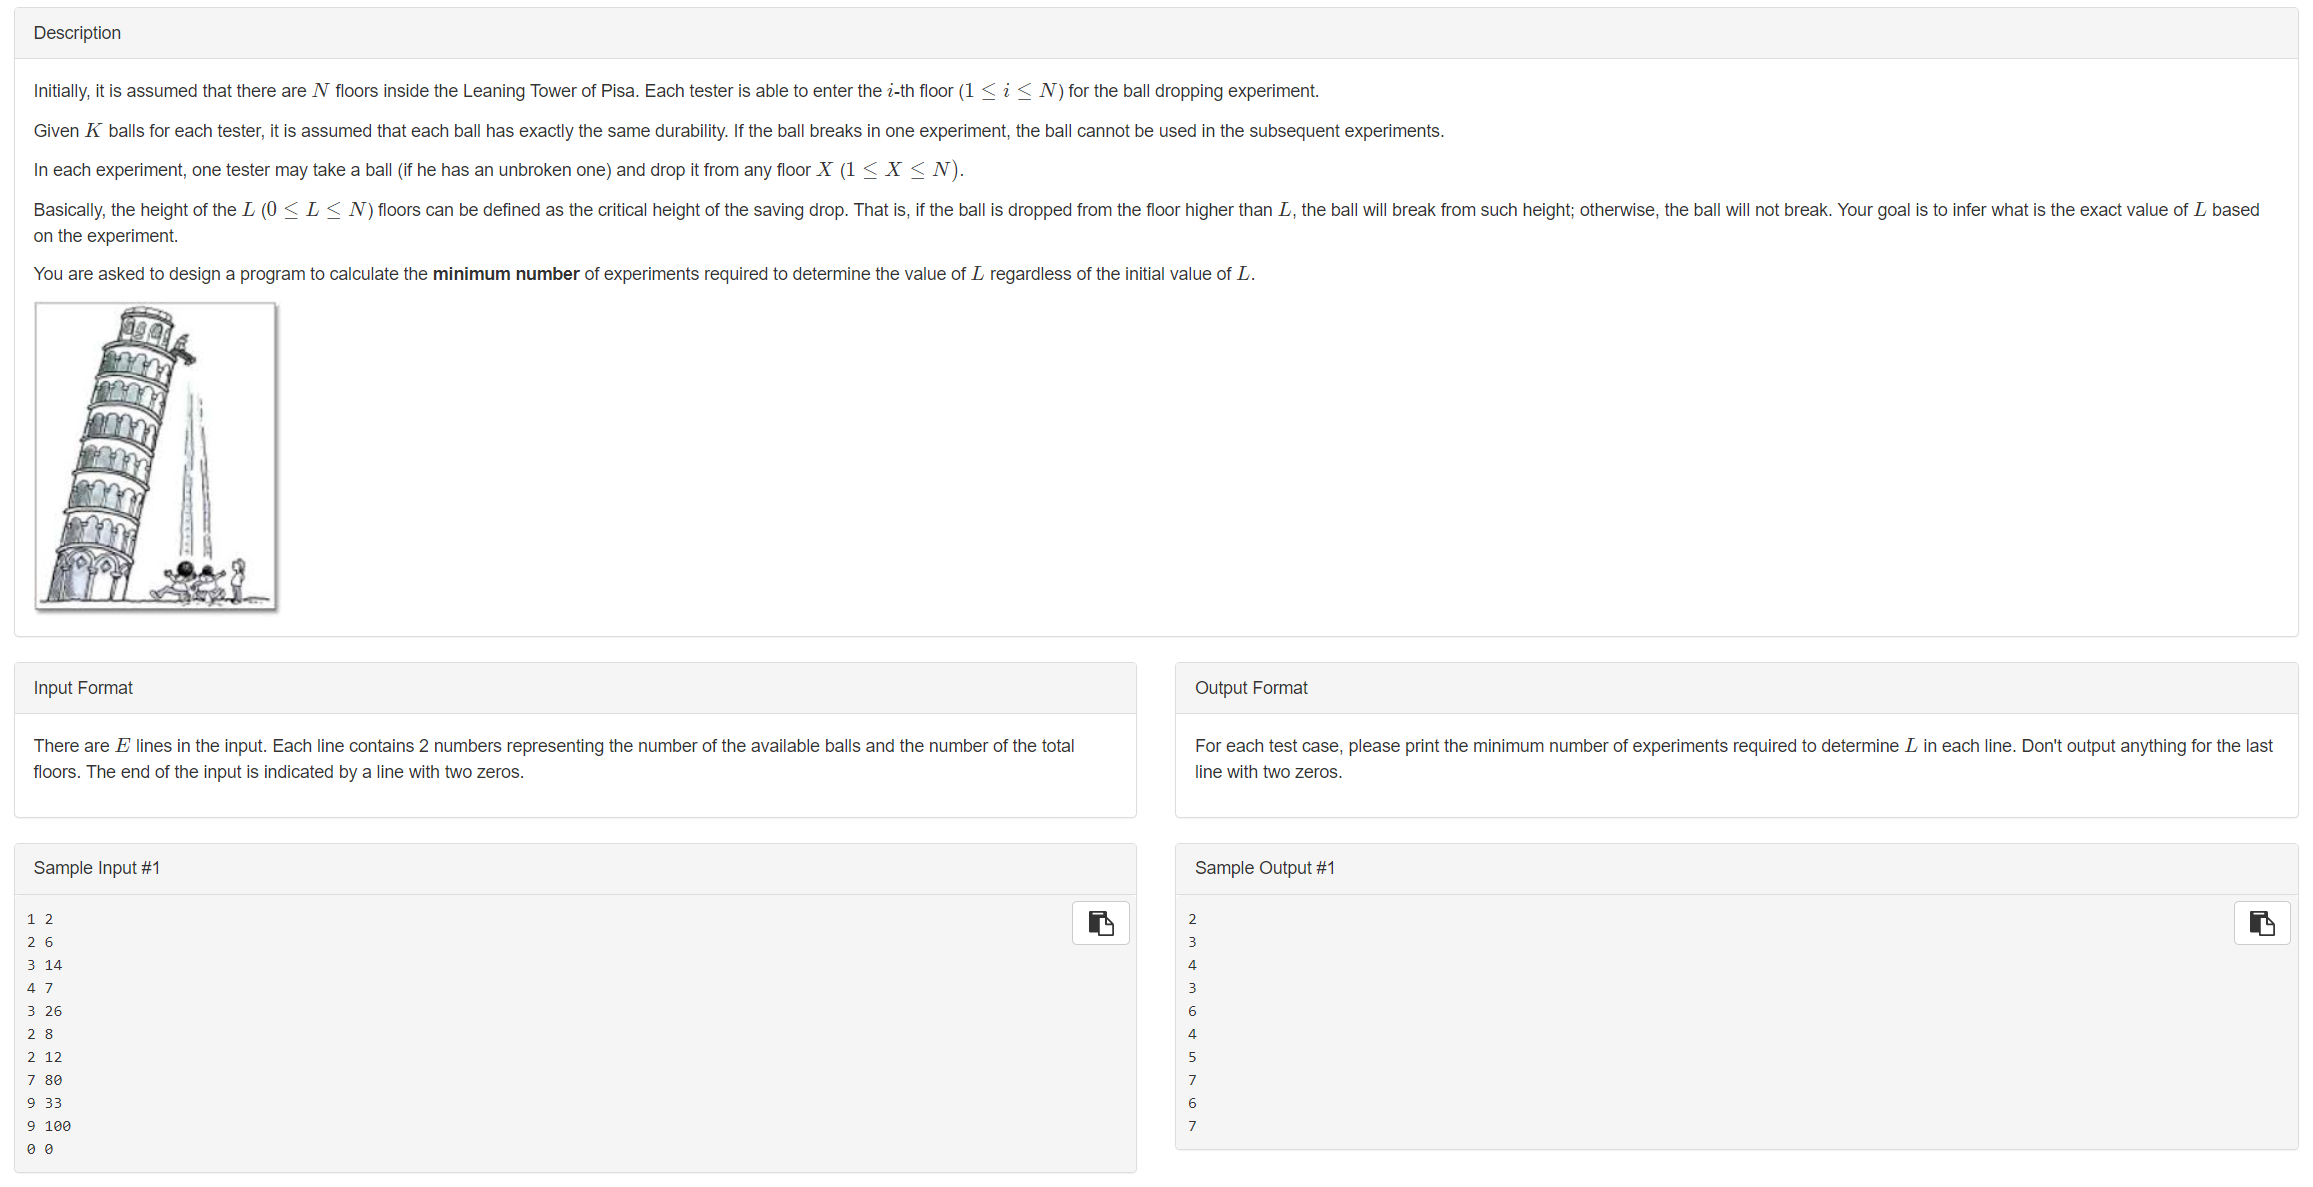 Description
Initially, it is assumed that there are N floors inside the Leaning Tower of Pisa. Each tester is able to enter the i-th floor (1 ≤ i ≤ N) for the ball dropping experiment.
Given K balls for each tester, it is assumed that each ball has exactly the same durability. If the ball breaks in one experiment, the ball cannot be used in the subsequent experiments.
In each experiment, one tester may take a ball (if he has an unbroken one) and drop it from any floor X (1 ≤ X ≤ N).
Basically, the height of the L (0 ≤ L ≤ N) floors can be defined as the critical height of the saving drop. That is, if the ball is dropped from the floor higher than L, the ball will break from such height; otherwise, the ball will not break. Your goal is to infer what is the exact value of L based
on the experiment.
You are asked to design a program to calculate the minimum number of experiments required to determine the value of L regardless of the initial value of L.
Input Format
There are E lines in the input. Each line contains 2 numbers representing the number of the available balls and the number of the total
floors. The end of the input is indicated by a line with two zeros.
Output Format
For each test case, please print the minimum number of experiments required to determine L in each line. Don't output anything for the last
line with two zeros.
Sample Input #1
1 2
2 6
3 14
4 7
3 26
2 8
2 12
7 80
9 33
9 100
0 0
Sample Output #1
2
3
4
3
6
4
5
7
6
7